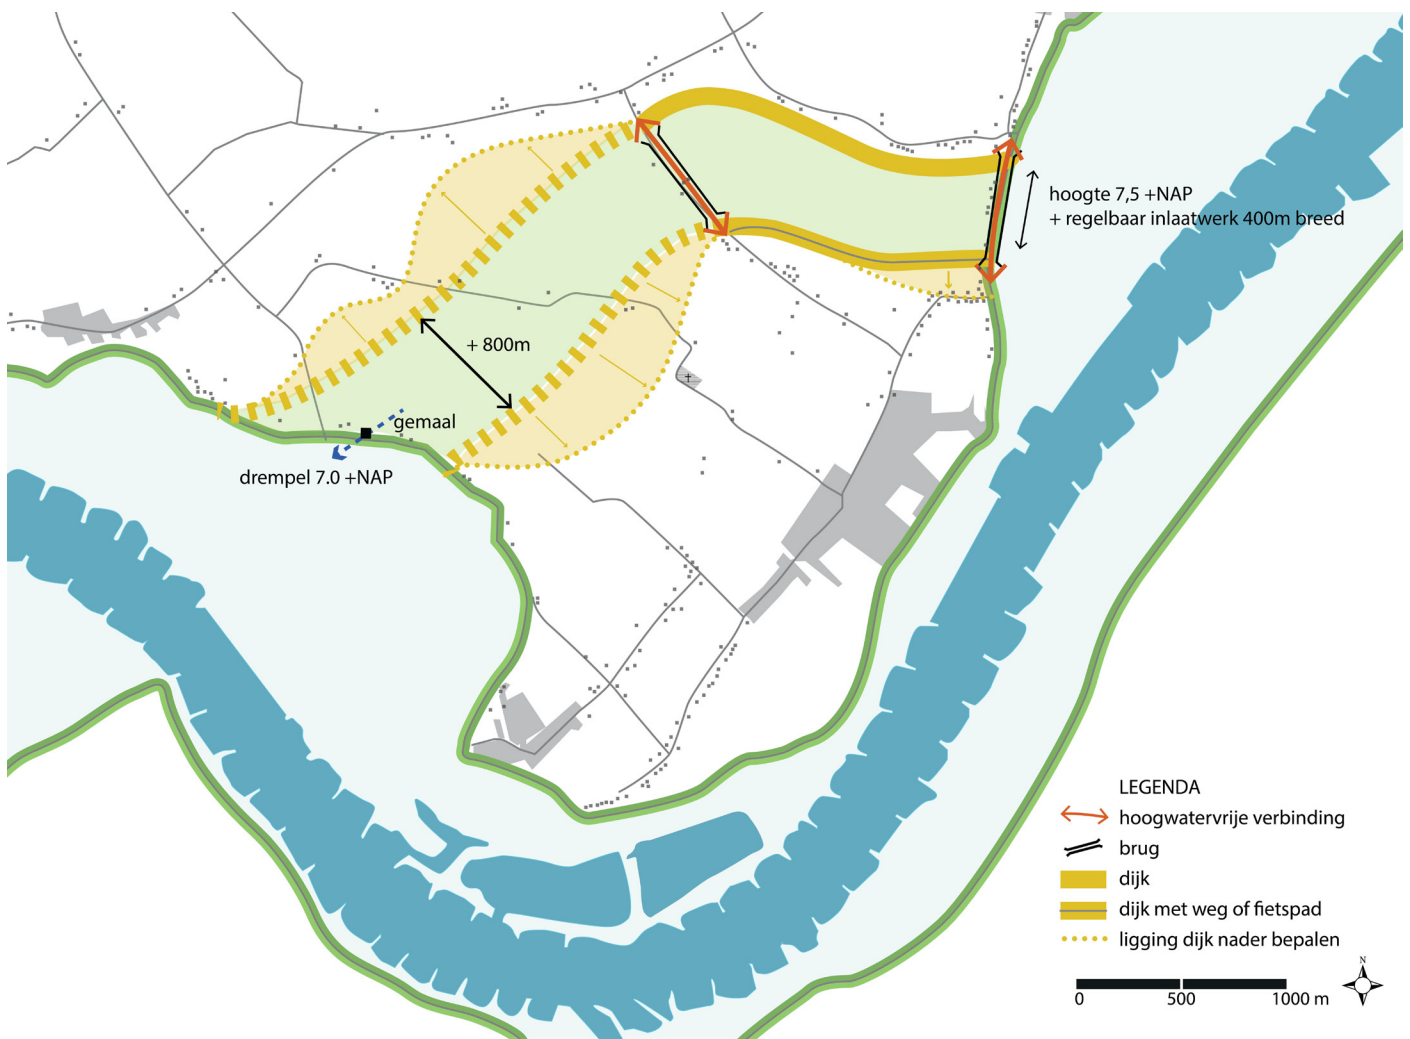 hoogte 7,5 +NAP
+ regelbaar inlaatwerk 400m breed
+ 800m
gemaal
drempel 7.0 +NAP
LEGENDA
hoogwatervrije verbinding
brug
dijk
dijk met weg of fietspad
ligging dijk nader bepalen
N
0 500 1000 m